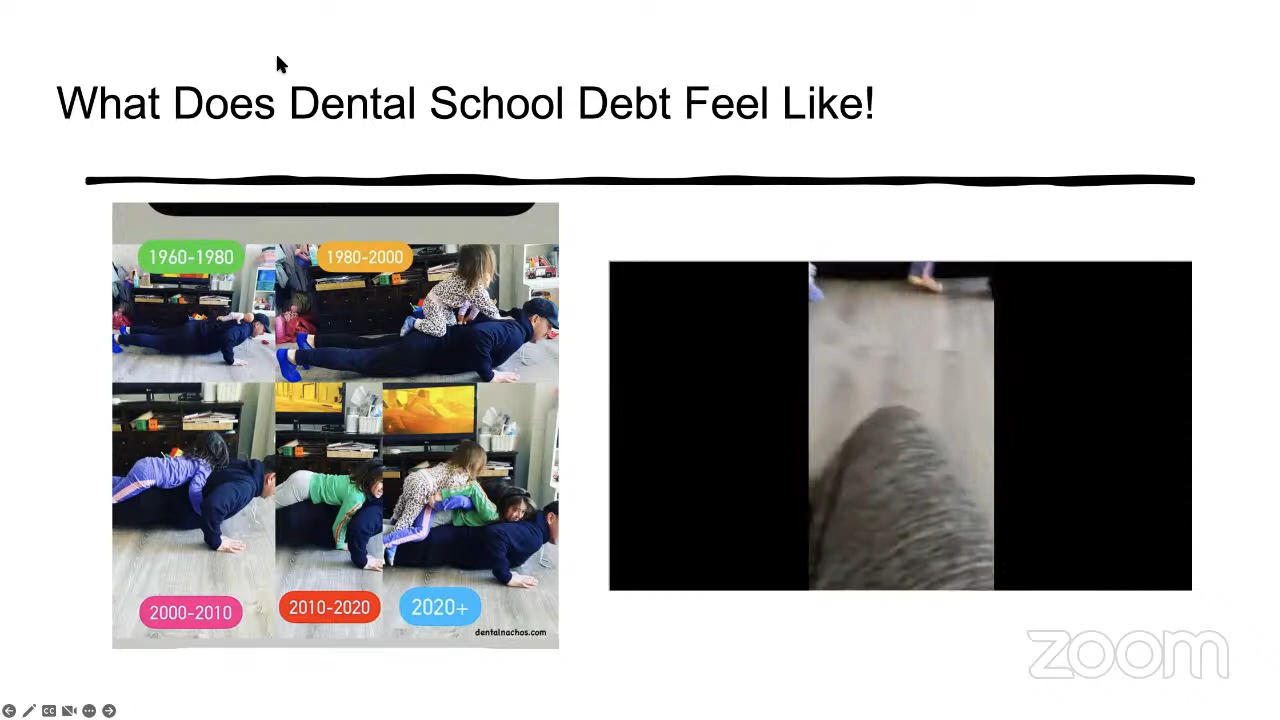 What Does Dental School Debt Feel Like!
1960-1980
1980-2000
2000-2010
2010-2020
2020+
dentalnachos.com
zoom
CC